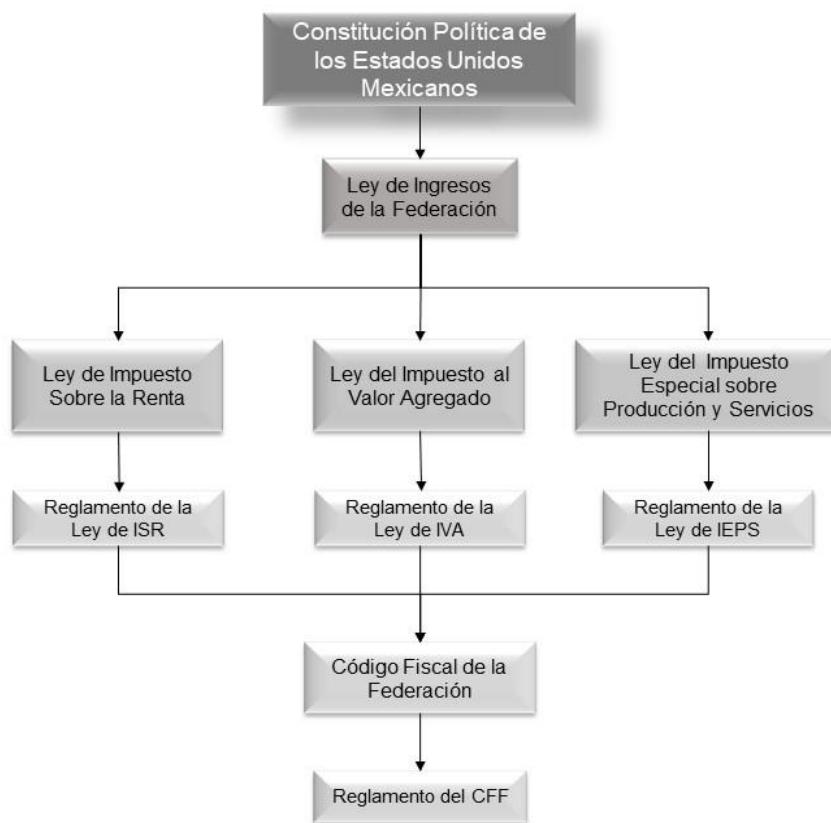 Constitución Política de
los Estados Unidos
Mexicanos
Ley de Ingresos
de la Federación
Ley de Impuesto
Sobre la Renta
Ley del Impuesto al
Valor Agregado
Ley del Impuesto
Especial sobre
Producción y Servicios
Reglamento de la
Ley de ISR
Reglamento de la
Ley de IVA
Reglamento de la
Ley de IEPS
Código Fiscal de la
Federación
Reglamento del CFF